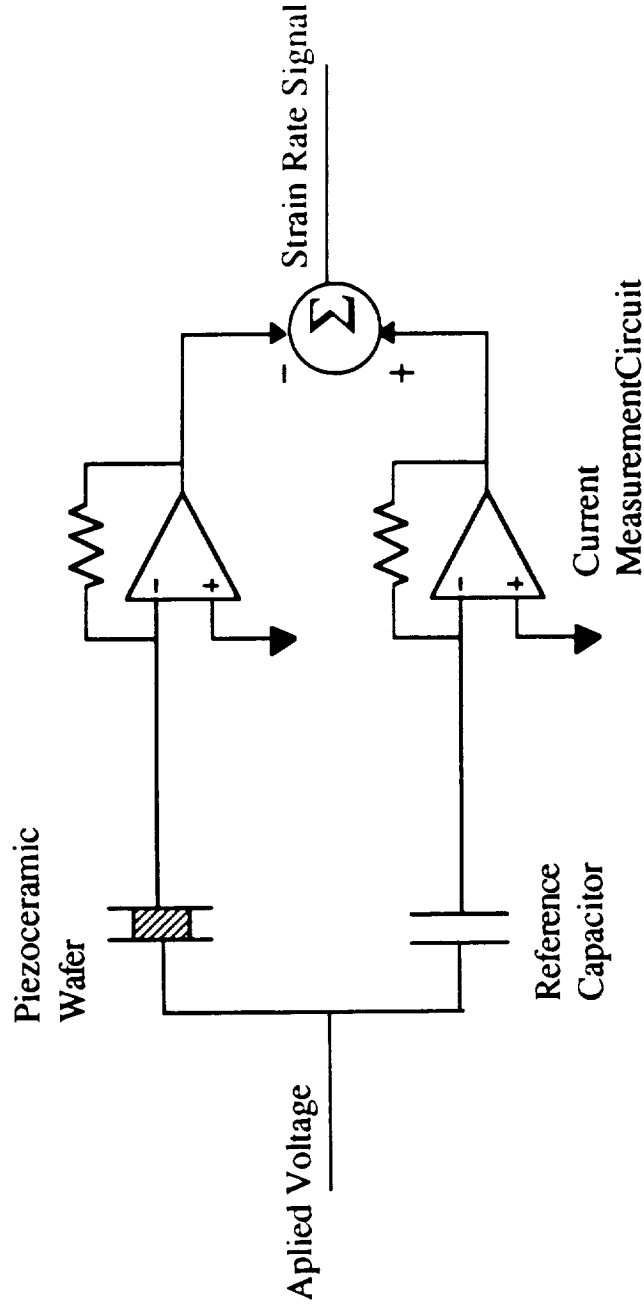 Piezoceramic
Wafer
Aplied Voltage
Reference
Capacitor
-
+
-
+
-
+
Σ
Strain Rate Signal
Current
MeasurementCircuit